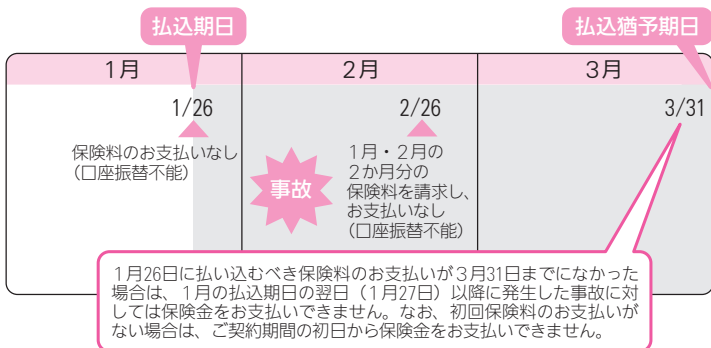 払込期日
払込猶予期日
1月
2月
3月
1/26
2/26
3/31
保険料のお支払いなし
（口座振替不能）
事故
1月・2月の
2か月分の
保険料を請求し、
お支払いなし
（口座振替不能）
1月26日に払い込むべき保険料のお支払いが3月31日までになかった
場合は、1月の払込期日の翌日（1月27日）以降に発生した事故に対
しては保険金をお支払いできません。なお、初回保険料のお支払いが
ない場合は、ご契約期間の初日から保険金をお支払いできません。